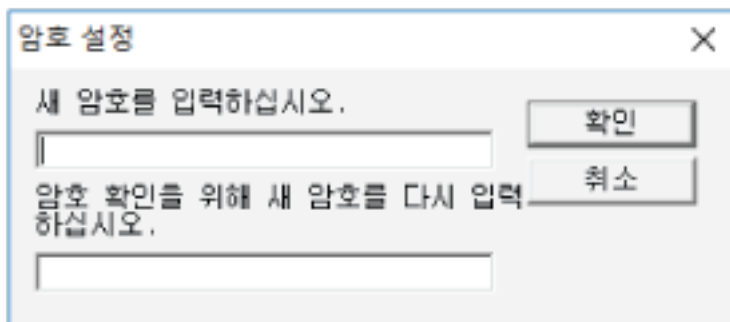 암호 설정
새 암호를 입력하십시오.
확인
취소
암호 확인을 위해 새 암호를 다시 입력
하십시오.